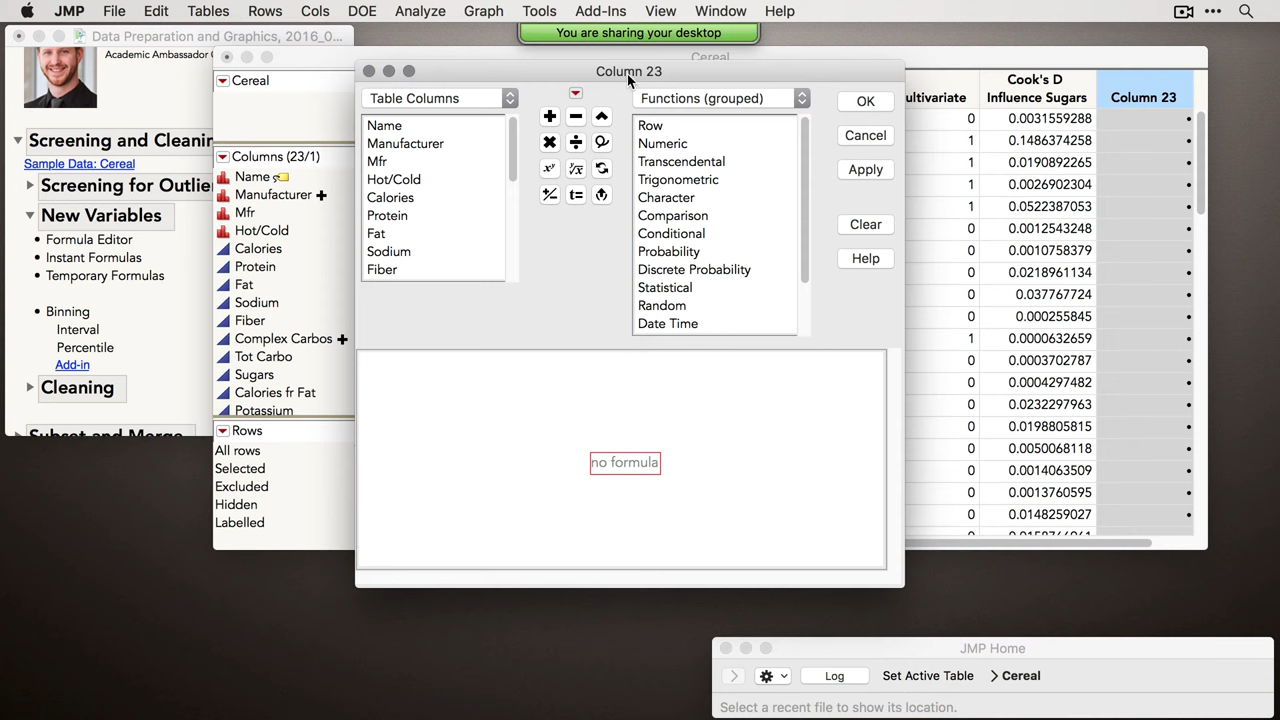 JMP File Edit Tables Rows Cols DOE Analyze Graph Tools Add-Ins View Window Help
You are sharing your desktop
Data Preparation and Graphics, 2016_0...
Academic Ambassador
Screening and Cleanin
Sample Data: Cereal
Screening for Outlie
New Variables
Formula Editor
Instant Formulas
Temporary Formulas
Binning
Interval
Percentile
Add-in
Cleaning
Subset and Merge
Cereal
Cereal
Columns (23/1)
Name
Manufacturer
Mfr
Hot/Cold
Calories
Protein
Fat
Sodium
Fiber
Complex Carbos
Tot Carbo
Sugars
Calories fr Fat
Potassium
Rows
All rows
Selected
Excluded
Hidden
Labelled
Column 23
Table Columns
Name
Manufacturer
Mfr
Hot/Cold
Calories
Protein
Fat
Sodium
Fiber
Functions (grouped)
Row
Numeric
Transcendental
Trigonometric
Character
Comparison
Conditional
Probability
Discrete Probability
Statistical
Random
Date Time
OK
Cancel
Apply
Clear
Help
no formula
Cook's D
ultivariate Influence Sugars Column 23
0 0.0031559288
1 0.1486374258
1 0.0190892265
1 0.0026902304
1 0.0522387053
0 0.0012543248
0 0.0010758379
0 0.0218961134
0 0.037767724
0 0.000255845
1 0.0000632659
0 0.0003702787
0 0.0004297482
0 0.0232297963
0 0.0198805815
0 0.0050068118
0 0.0014063509
0 0.0013760595
0 0.0148259027
0 0.0158766961
JMP Home
Log Set Active Table Cereal
Select a recent file to show its location.